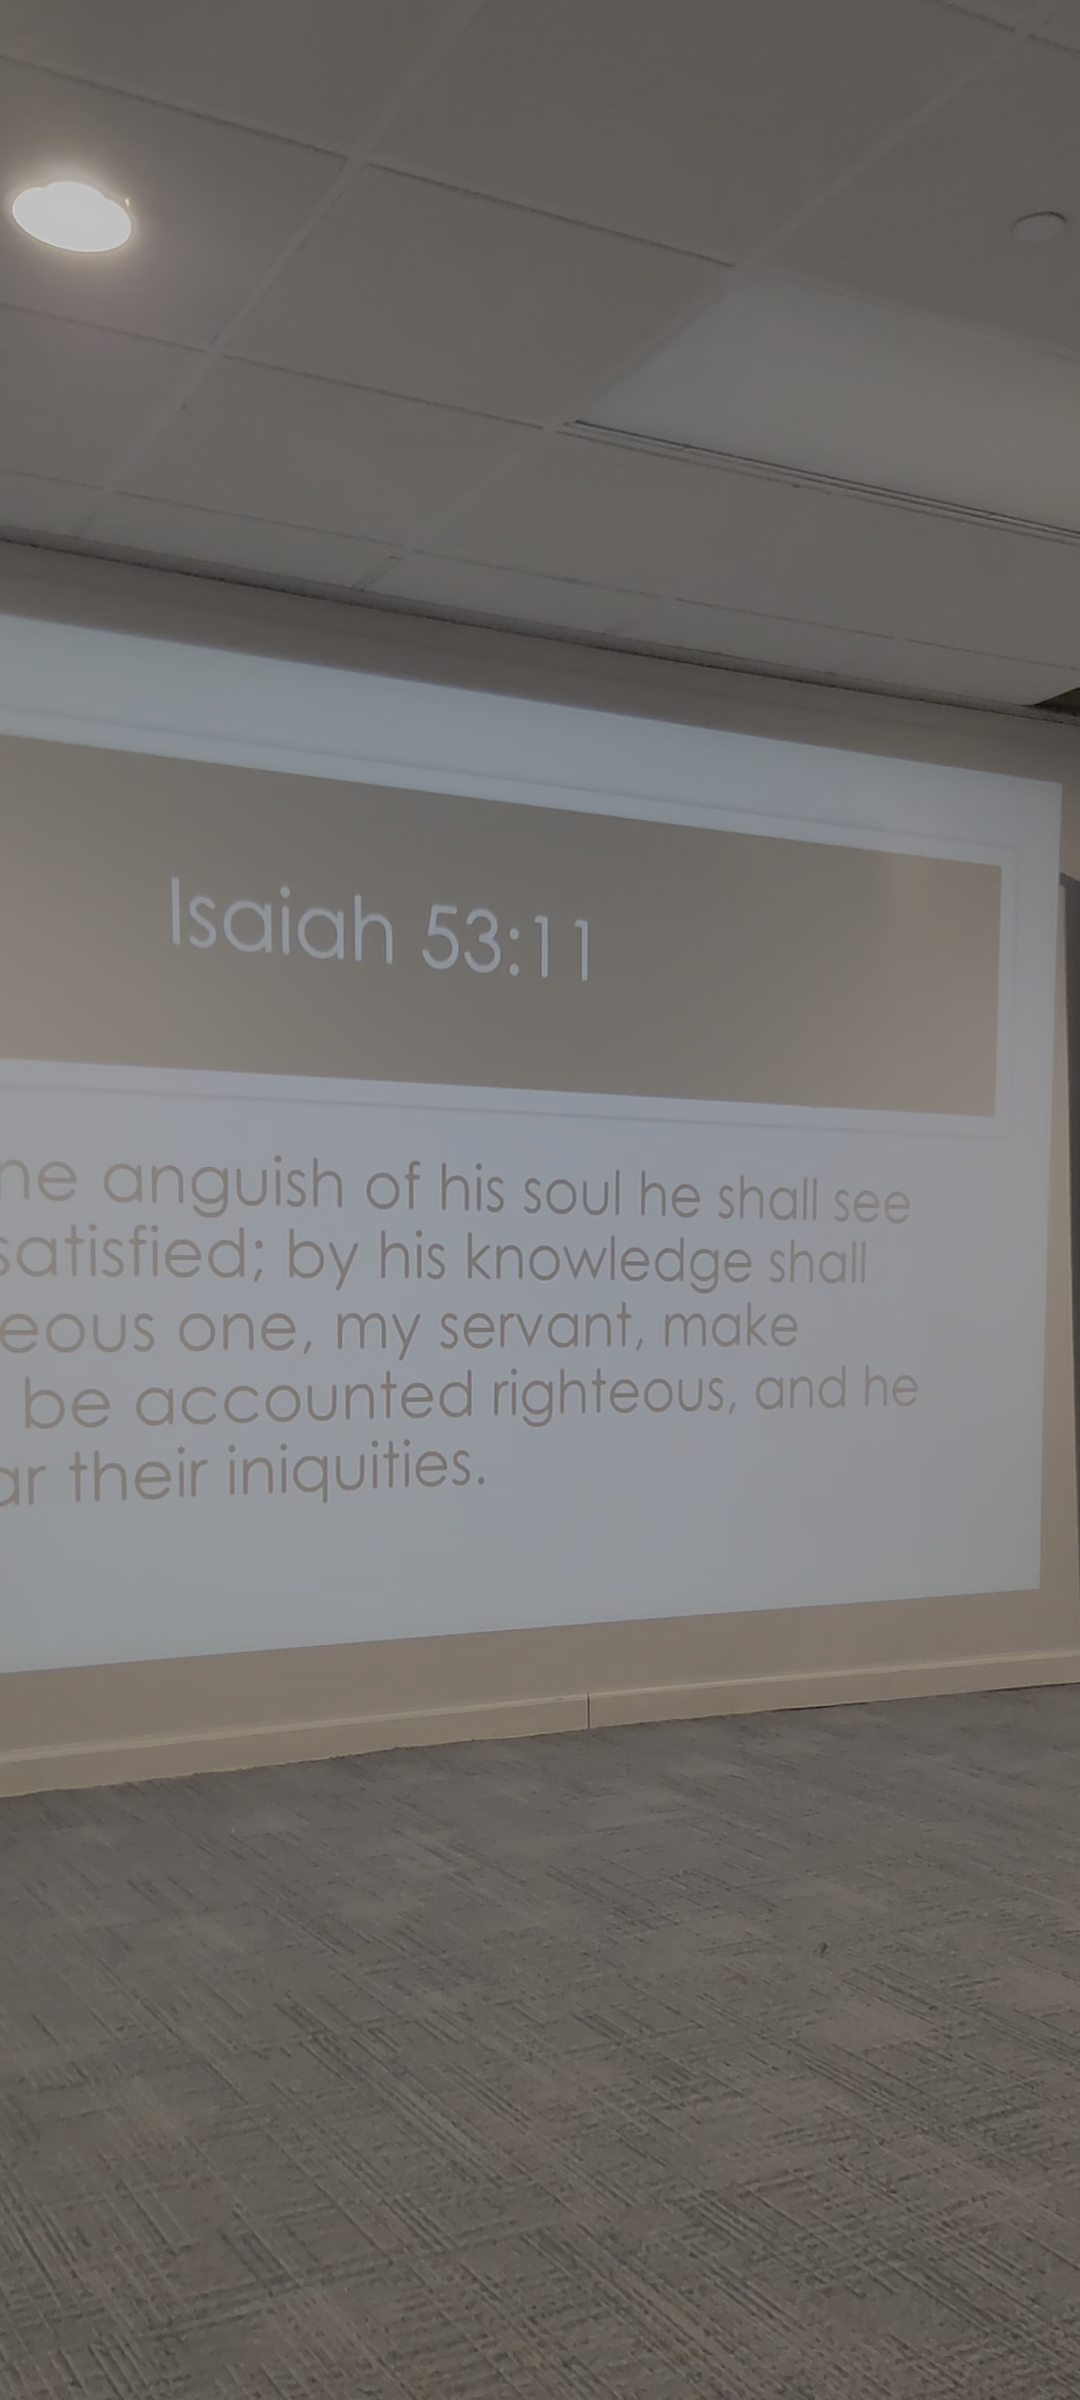 Isaiah 53:11
ne anguish of his soul he shall see
satisfied; by his knowledge shall
eous one, my servant, make
be accounted righteous, and he
ar their iniquities.